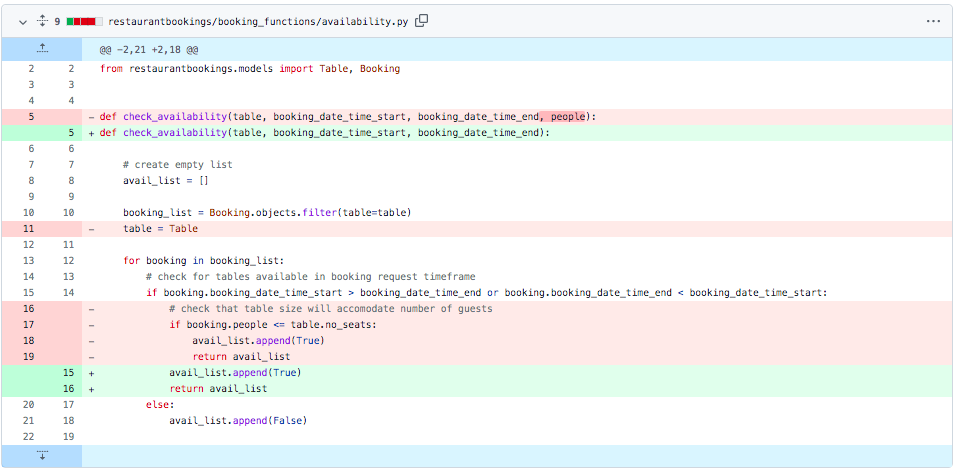 9 restaurantbookings/booking_functions/availability.py
@@ -2,21 +2,18 @@
2 2 from restaurantbookings.models import Table, Booking
3 3
4 4
5 - def check_availability(table, booking_date_time_start, booking_date_time_end, people):
5 + def check_availability(table, booking_date_time_start, booking_date_time_end):
6 6
7 7 # create empty list
8 8 avail_list = []
9 9
10 10 booking_list = Booking.objects.filter(table=table)
11 - table = Table
12 11
13 12 for booking in booking_list:
14 13 # check for tables available in booking request timeframe
15 14 if booking.booking_date_time_start > booking_date_time_end or booking.booking_date_time_end < booking_date_time_start:
16 - # check that table size will accomodate number of guests
17 - if booking.people <= table.no_seats:
18 - avail_list.append(True)
19 - return avail_list
15 + avail_list.append(True)
16 + return avail_list
20 17 else:
21 18 avail_list.append(False)
22 19